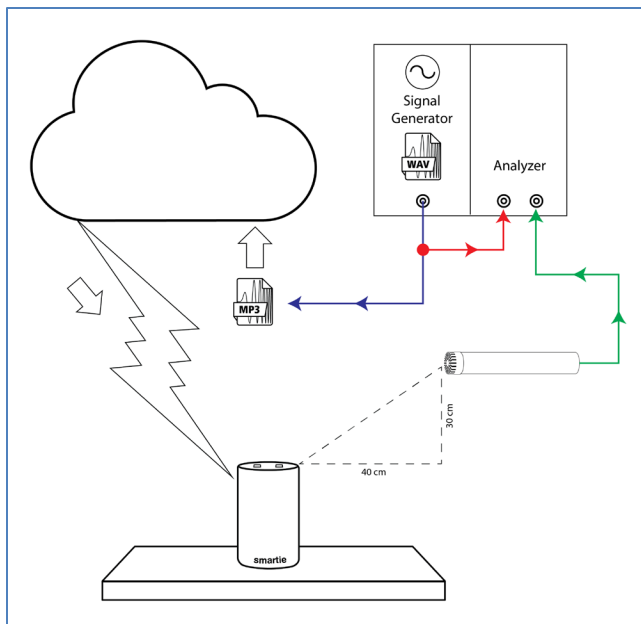 Signal
Generator
WAV
Analyzer
MP3
30 cm
40 cm
smartie